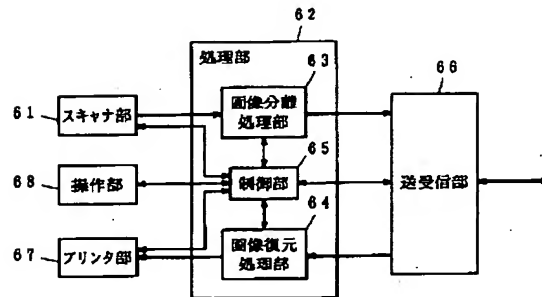 62
処理部
63
66
61
スキャナ部
画像分離
処理部
65
68
操作部
制御部
送受信部
64
67
プリンタ部
画像復元
処理部